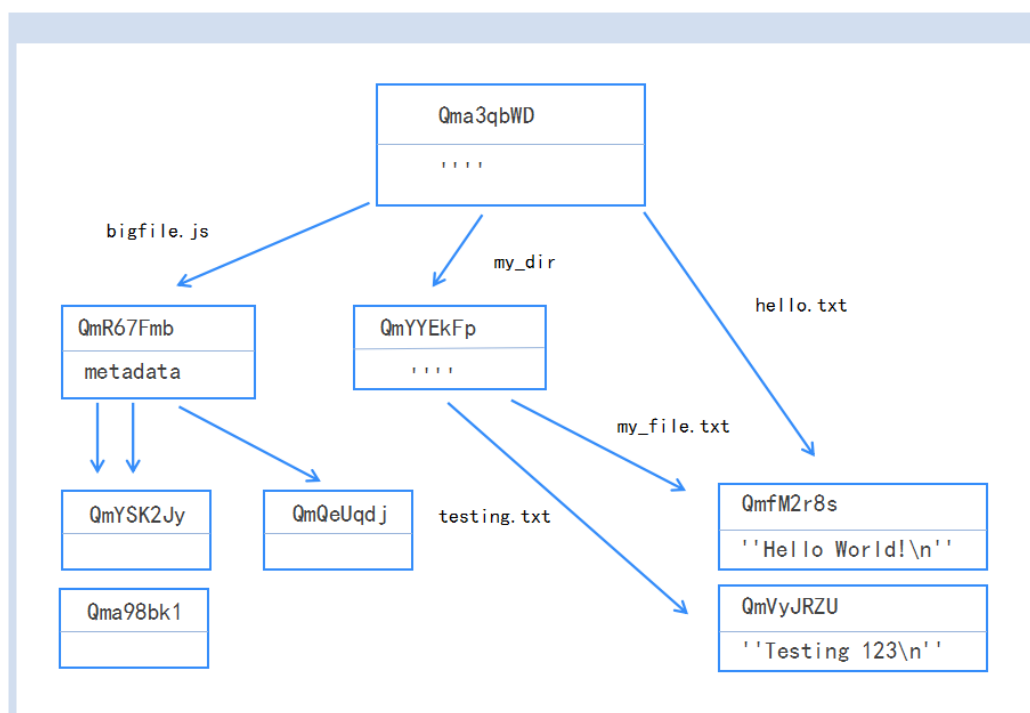 Qma3qbWD
''''
bigfile.js
my_dir
hello.txt
QmR67Fmb
metadata
QmYYEkFp
''''
my_file.txt
testing.txt
QmYSK2Jy
QmQeUqdj
QmfM2r8s
''Hello World!\n''
Qma98bk1
QmVyJRZU
''Testing 123\n''